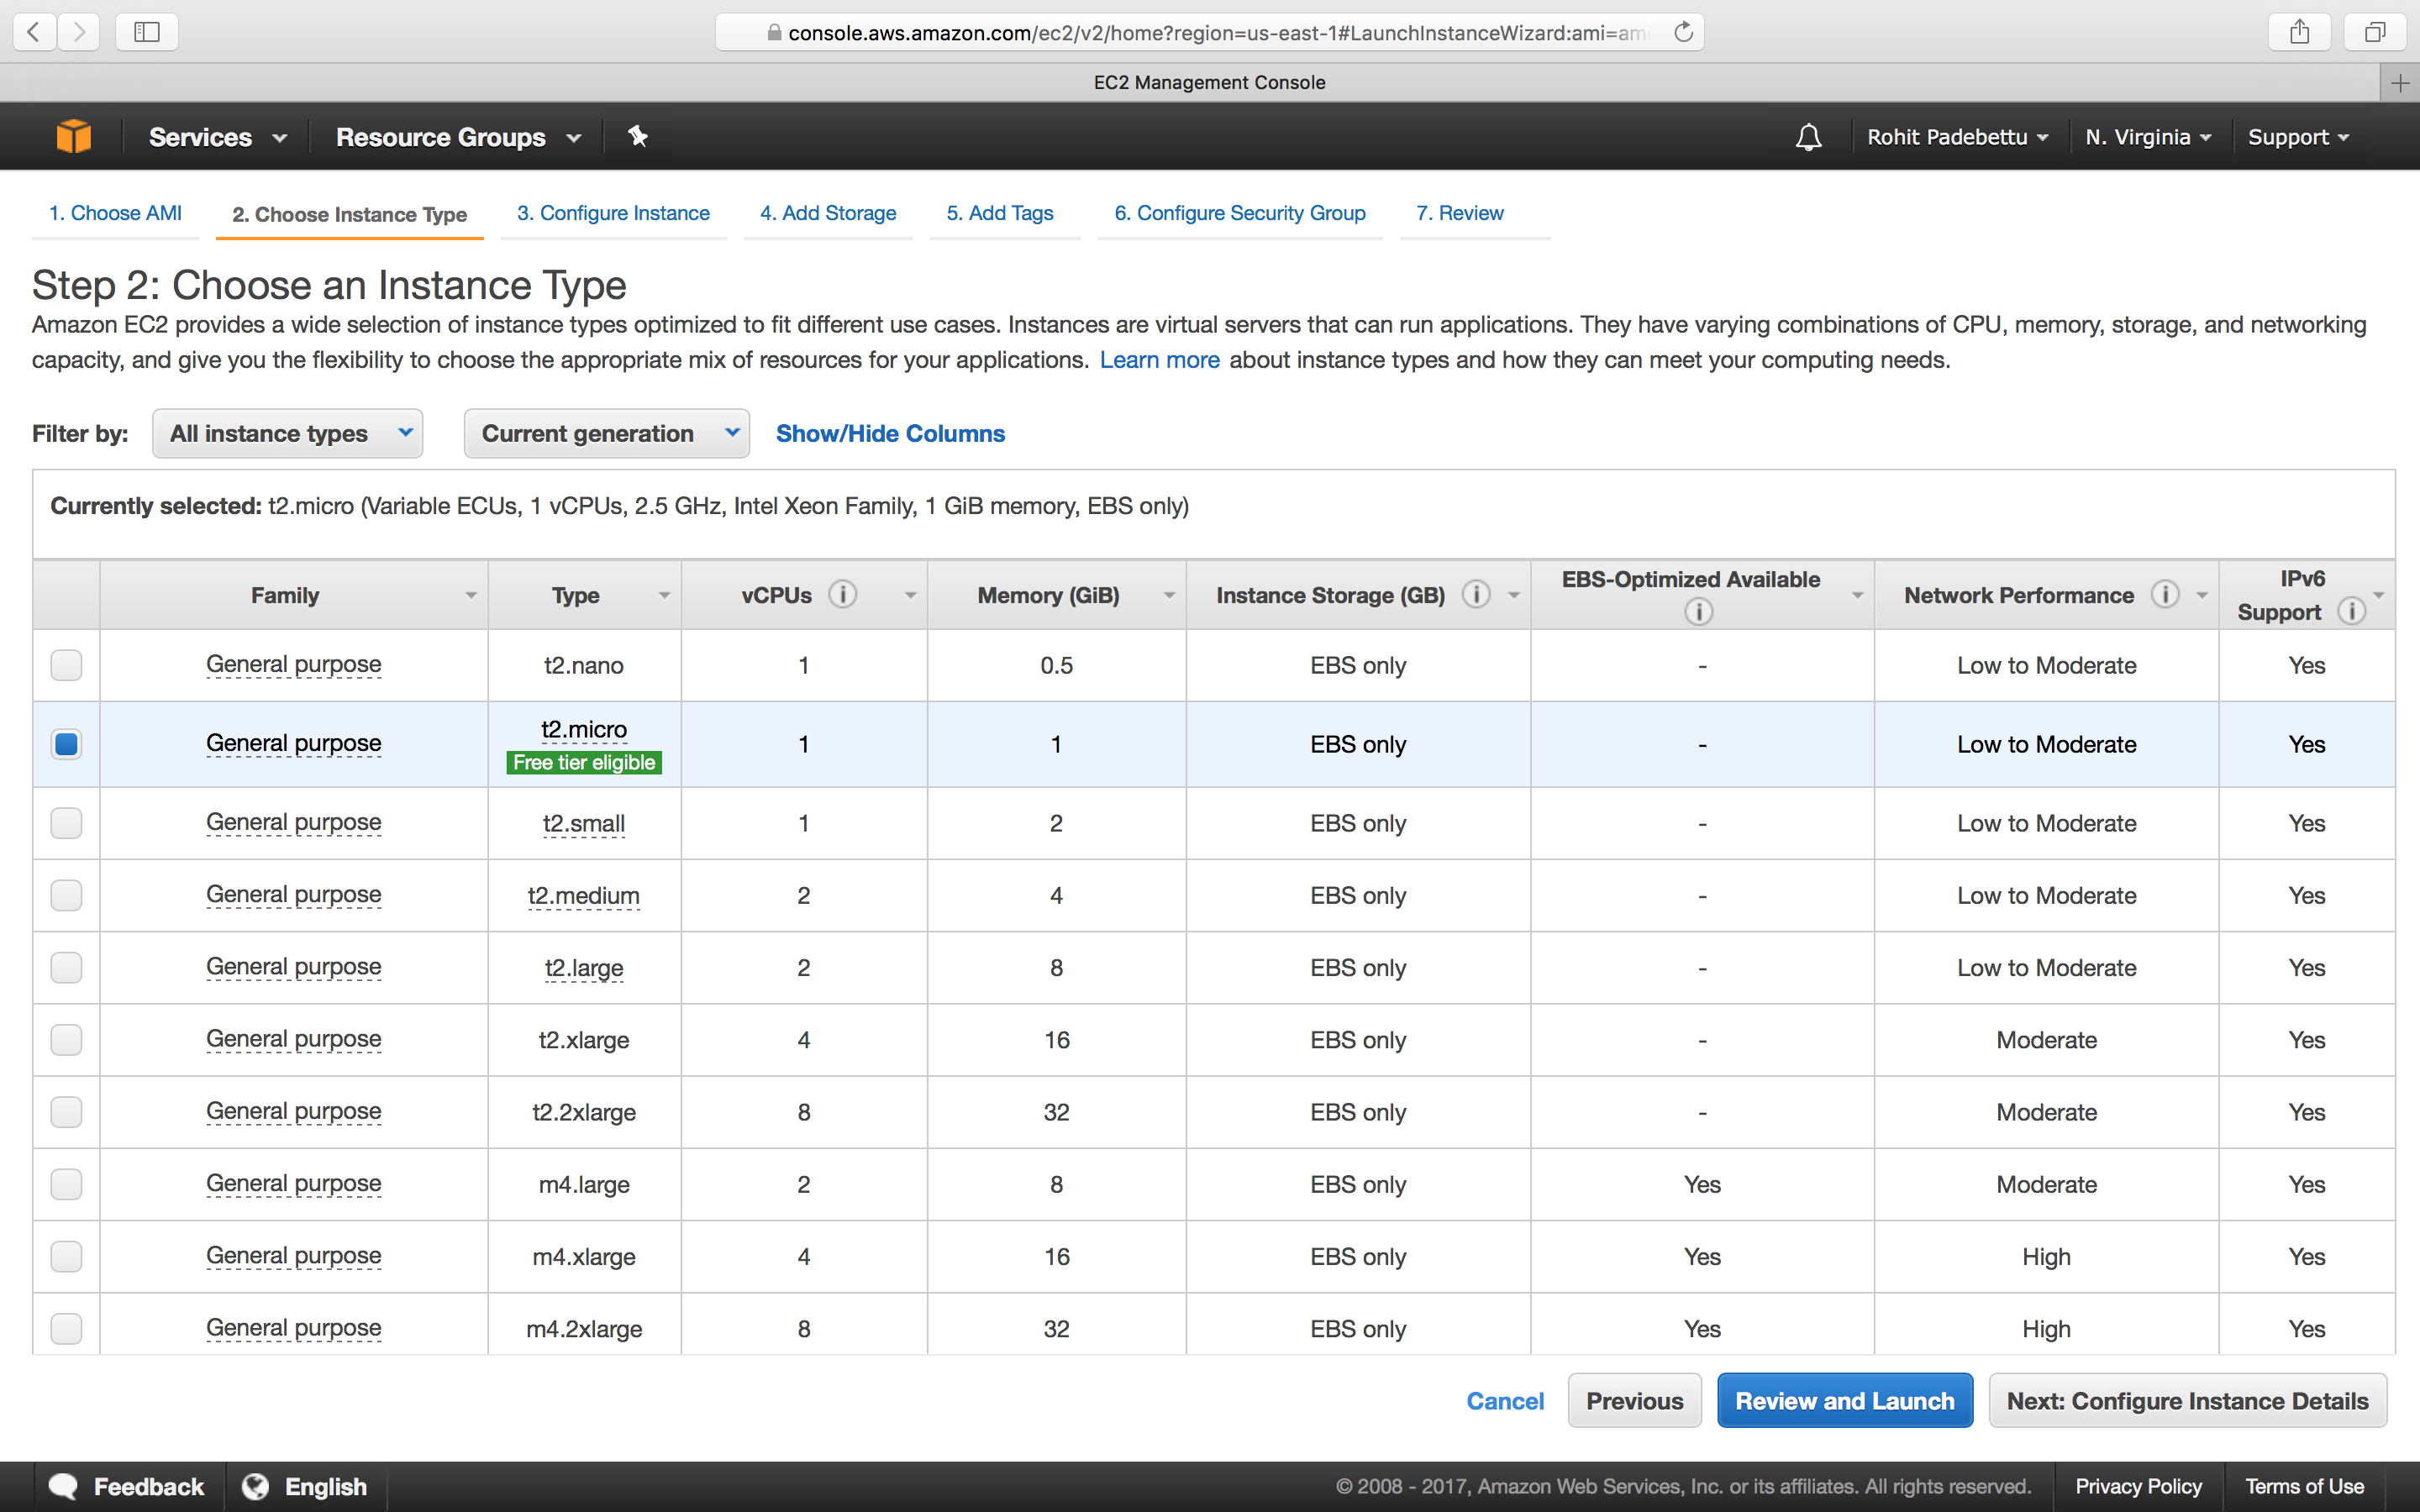 console.aws.amazon.com/ec2/v2/home?region=us-east-1#LaunchInstanceWizard:ami=am
EC2 Management Console
Services Resource Groups Rohit Padebettu N. Virginia Support
1. Choose AMI 2. Choose Instance Type 3. Configure Instance 4. Add Storage 5. Add Tags 6. Configure Security Group 7. Review
Step 2: Choose an Instance Type
Amazon EC2 provides a wide selection of instance types optimized to fit different use cases. Instances are virtual servers that can run applications. They have varying combinations of CPU, memory, storage, and networking
capacity, and give you the flexibility to choose the appropriate mix of resources for your applications. Learn more about instance types and how they can meet your computing needs.
Filter by: All instance types Current generation Show/Hide Columns
Currently selected: t2.micro (Variable ECUs, 1 vCPUs, 2.5 GHz, Intel Xeon Family, 1 GiB memory, EBS only)
Family Type vCPUs i Memory (GiB) Instance Storage (GB) i EBS-Optimized Available i Network Performance i IPv6 Support i
General purpose t2.nano 1 0.5 EBS only - Low to Moderate Yes
General purpose t2.micro 1 1 EBS only - Low to Moderate Yes
Free tier eligible
General purpose t2.small 1 2 EBS only - Low to Moderate Yes
General purpose t2.medium 2 4 EBS only - Low to Moderate Yes
General purpose t2.large 2 8 EBS only - Low to Moderate Yes
General purpose t2.xlarge 4 16 EBS only - Moderate Yes
General purpose t2.2xlarge 8 32 EBS only - Moderate Yes
General purpose m4.large 2 8 EBS only Yes Moderate Yes
General purpose m4.xlarge 4 16 EBS only Yes High Yes
General purpose m4.2xlarge 8 32 EBS only Yes High Yes
Cancel Previous Review and Launch Next: Configure Instance Details
Feedback English © 2008 - 2017, Amazon Web Services, Inc. or its affiliates. All rights reserved. Privacy Policy Terms of Use